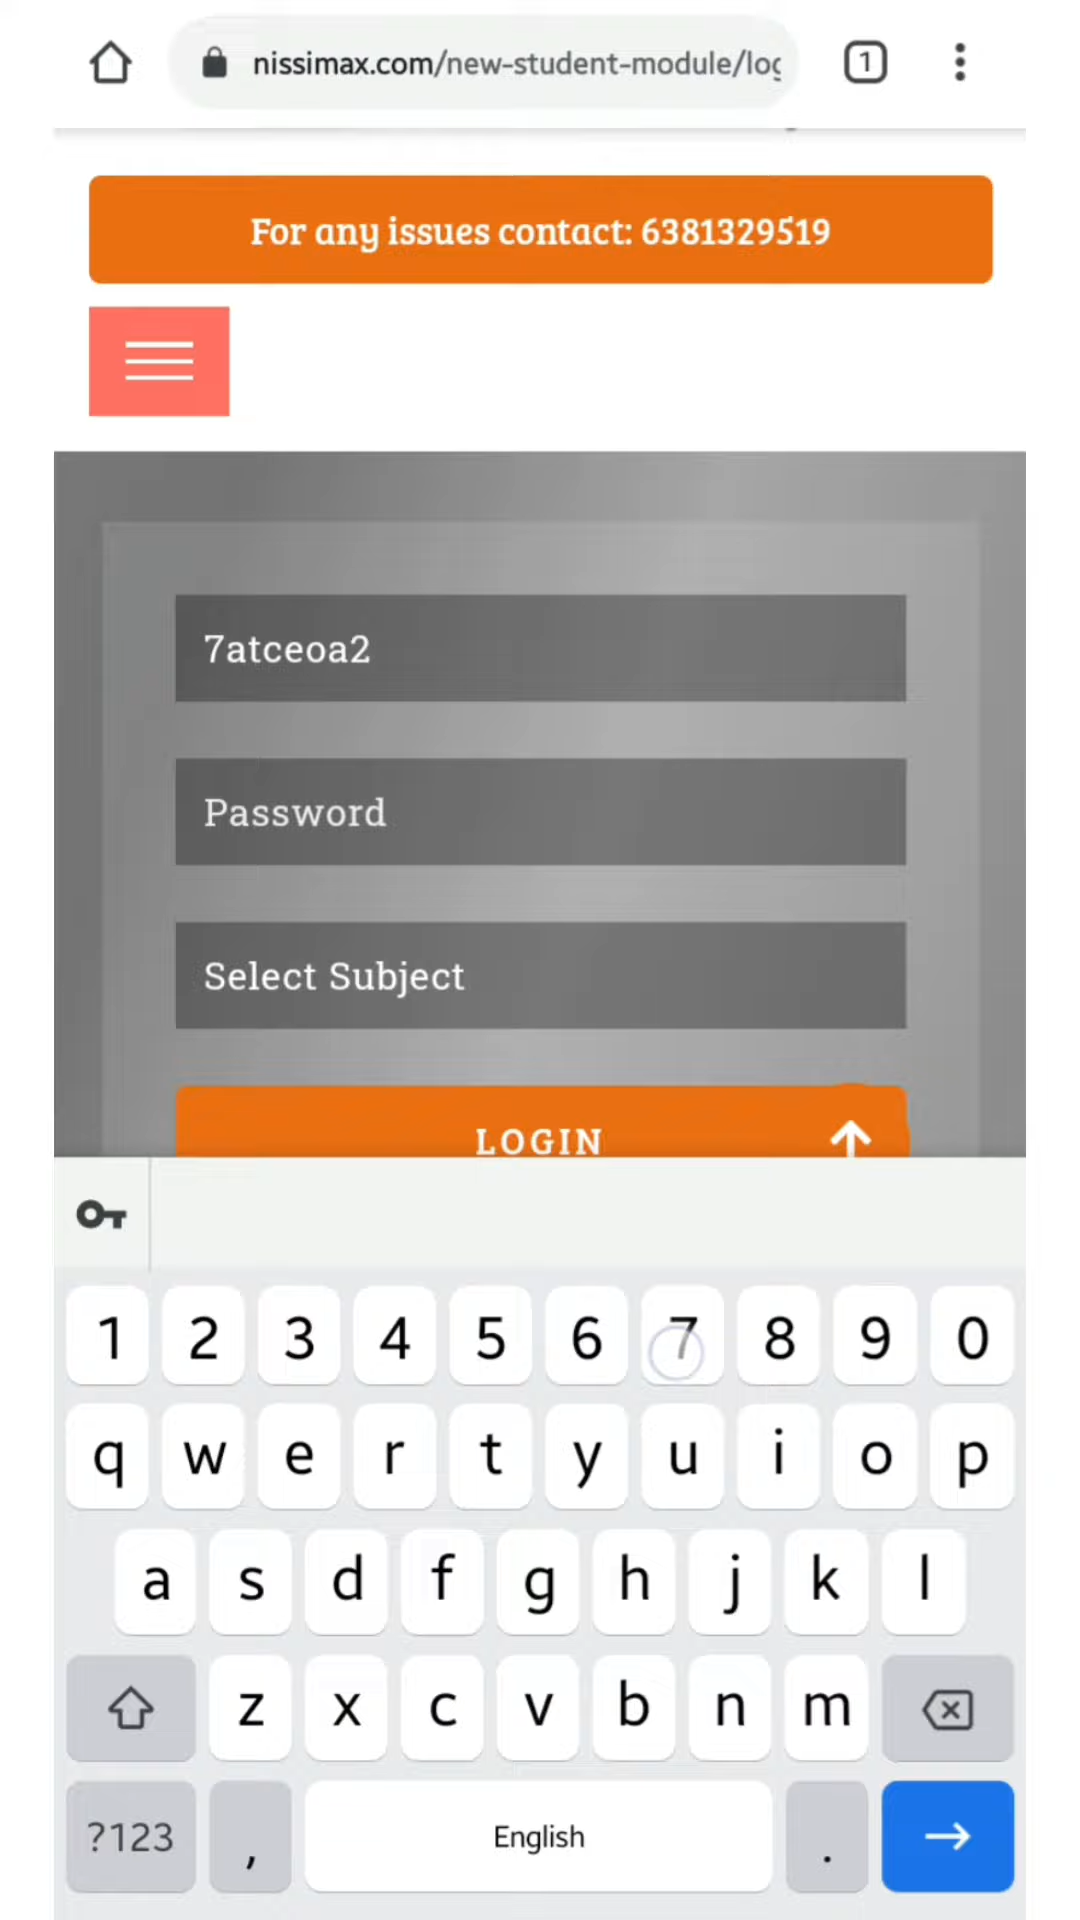 nissimax.com/new-student-module/log
1
For any issues contact: 6381329519
7atceoa2
Password
Select Subject
LOGIN
1 2 3 4 5 6 7 8 9 0
q w e r t y u i o p
a s d f g h j k l
z x c v b n m
?123 , English .